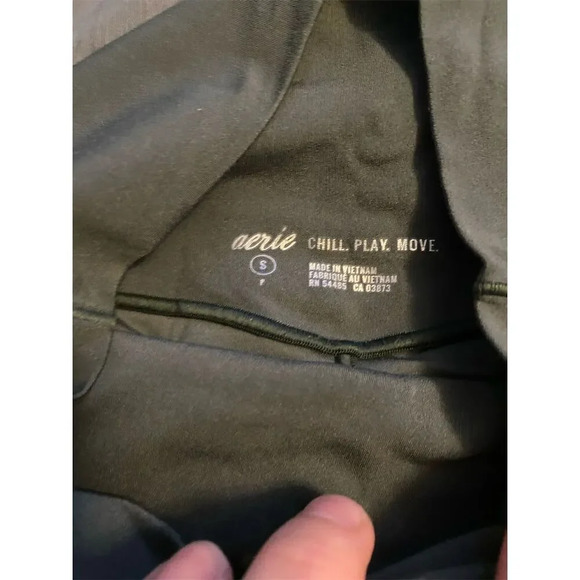 aerie CHILL. PLAY. MOVE.
S
P
MADE IN VIETNAM
FABRIQUÉ AU VIETNAM
RN 54485 CA 03873